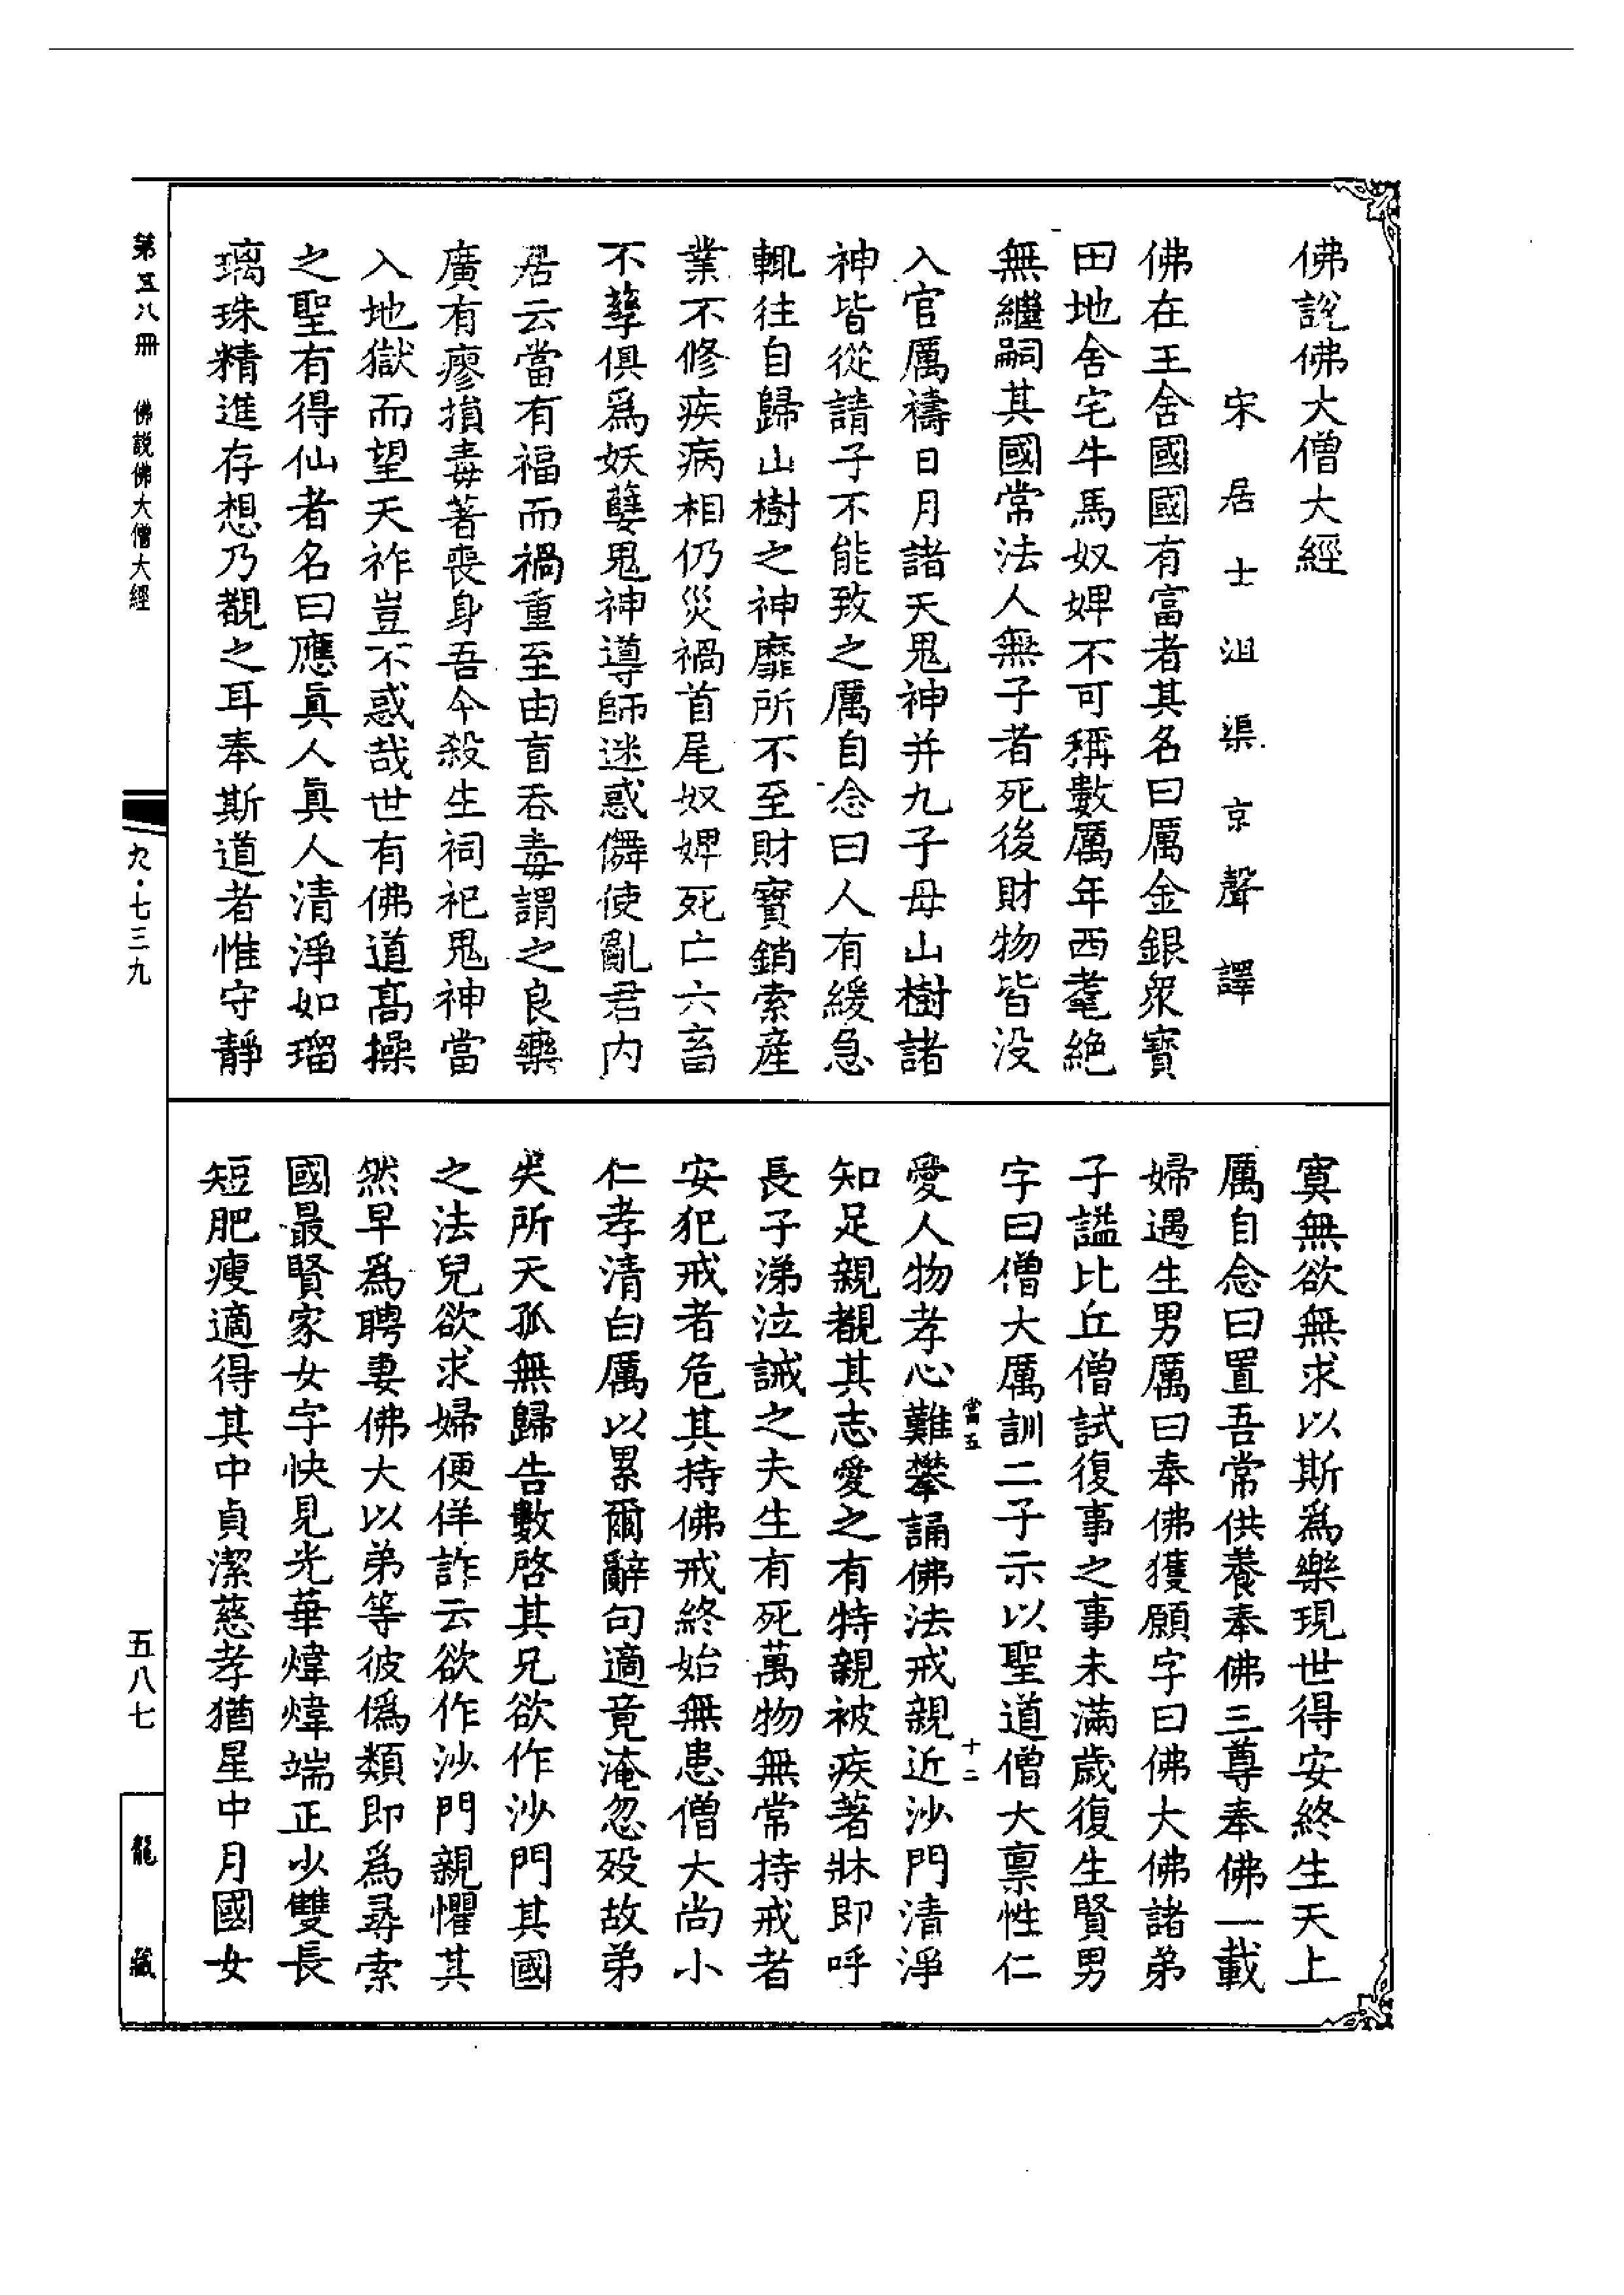 佛說佛大僧大經
宋居士沮渠京聲譯
佛在王舍國國有富者其名曰厲金銀衆寶
田地舍宅牛馬奴婢不可稱數厲年西耄絶
無繼嗣其國常法人無子者死後財物皆没
入官厲禱日月諸天鬼神并九子母山樹諸
神皆從請子不能致之厲自念曰人有緩急
輒往自歸山樹之神靡所不至財寶銷索産
業不修疾病相仍災禍首尾奴婢死亡六畜
不孳俱爲妖孽鬼神導師迷惑儛使亂君内
居云當有福而禍重至由盲吞毒謂之良藥
廣有瘳損毒著喪身吾今殺生祠祀鬼神當
入地獄而望天祚豈不惑哉世有佛道髙操
之聖有得仙者名曰應眞人眞人清淨如瑠
璃珠精進存想乃覩之耳奉斯道者惟守靜
寞無欲無求以斯爲樂現世得安終生天上
厲自念曰置吾常供養奉佛三尊奉佛一載
婦遇生男厲曰奉佛獲願字曰佛大佛諸弟
子謚比丘僧試復事之事未滿歲復生賢男
字曰僧大厲訓二子示以聖道僧大禀性仁
當五 十二
愛人物孝心難攀誦佛法戒親近沙門清淨
知足親覩其志愛之有特親被疾著牀即呼
長子涕泣誡之夫生有死萬物無常持戒者
安犯戒者危其持佛戒終始無患僧大尚小
仁孝清白厲以累爾辭句適竟淹忽殁故弟
失所天孤無歸告數啓其兄欲作沙門其國
之法兒欲求婦便佯詐云欲作沙門親懼其
然早爲聘妻佛大以弟等彼僞類即爲尋索
國最賢家女字快見光華煒煒端正少雙長
短肥瘦適得其中貞潔慈孝猶星中月國女
第五八冊 佛説佛大僧大經
九·七三九
五八七
龍藏